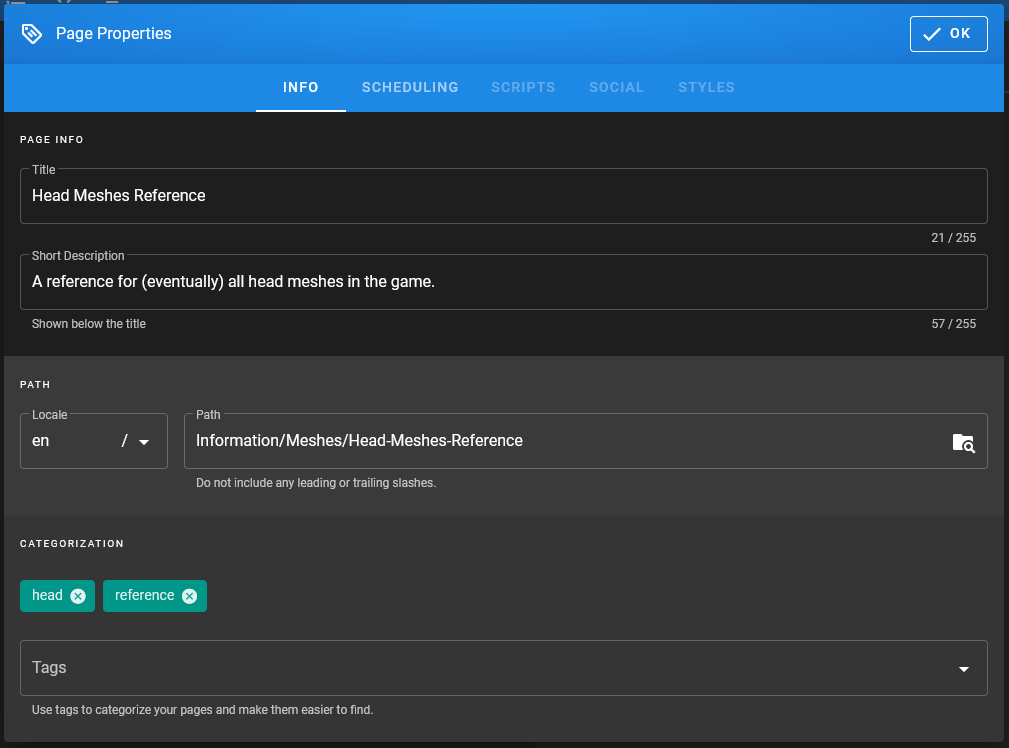 Page Properties
OK
INFO SCHEDULING SCRIPTS SOCIAL STYLES
PAGE INFO
Title
Head Meshes Reference
21 / 255
Short Description
A reference for (eventually) all head meshes in the game.
Shown below the title 57 / 255
PATH
Locale Path
en / Information/Meshes/Head-Meshes-Reference
Do not include any leading or trailing slashes.
CATEGORIZATION
head reference
Tags
Use tags to categorize your pages and make them easier to find.